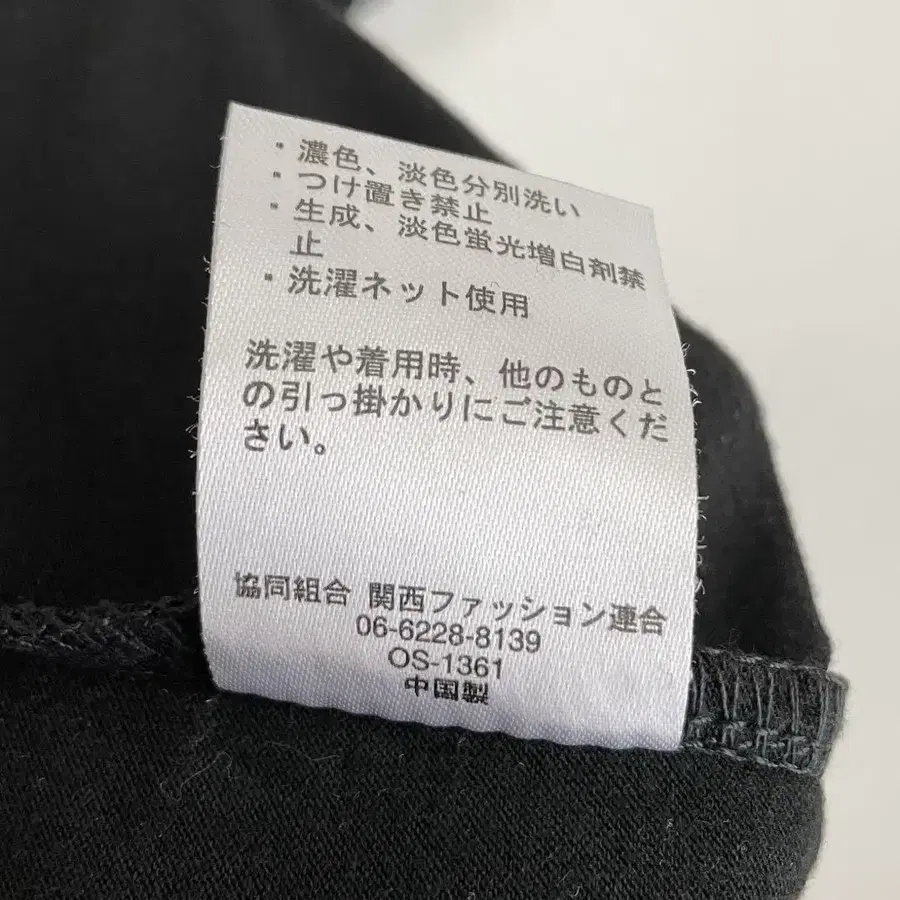 ・濃色、淡色分別洗い
・つけ置き禁止
・生成、淡色蛍光増白剤禁
止
・洗濯ネット使用
洗濯や着用時、他のものと
の引っ掛かりにご注意くだ
さい。
協同組合 関西ファッション連合
06-6228-8139
OS-1361
中国製